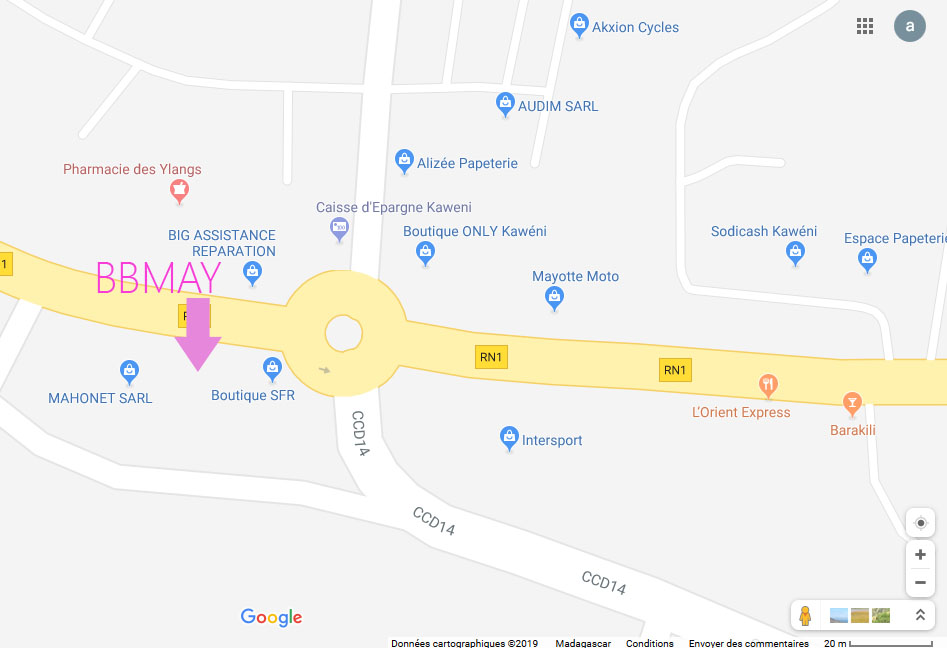 Akxion Cycles
a
AUDIM SARL
Alizée Papeterie
Pharmacie des Ylangs
Caisse d'Epargne Kaweni
BIG ASSISTANCE
REPARATION
Boutique ONLY Kawéni
Sodicash Kawéni
Espace Papeterie
1
BBMAY
Mayotte Moto
R
RN1
RN1
MAHONET SARL
Boutique SFR
L'Orient Express
Barakili
CCD14
Intersport
CCD14
CCD14
Google
Données cartographiques ©2019 Madagascar Conditions Envoyer des commentaires 20 m